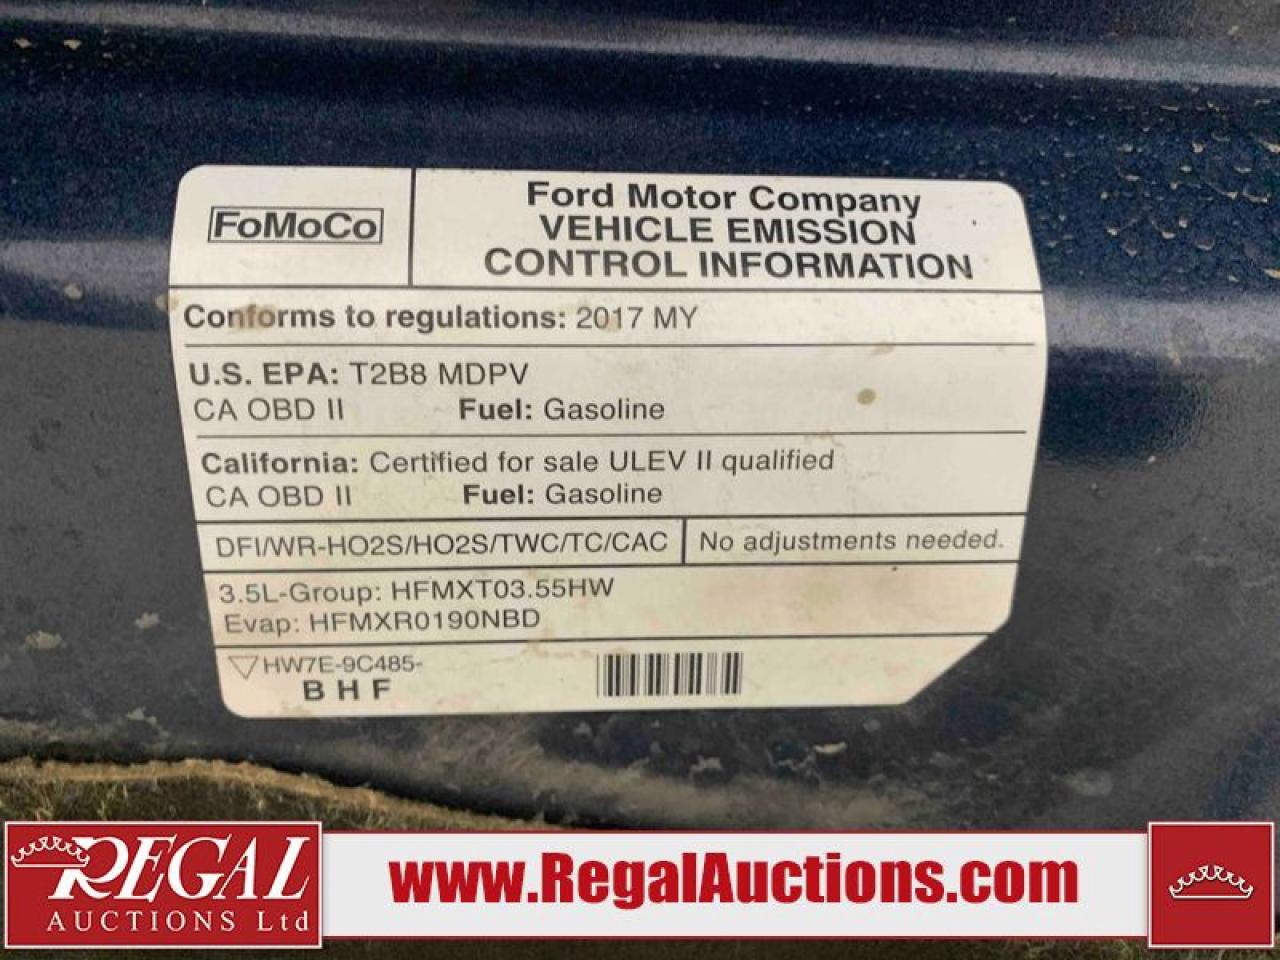 FoMoCo
Ford Motor Company
VEHICLE EMISSION
CONTROL INFORMATION
Conforms to regulations: 2017 MY
U.S. EPA: T2B8 MDPV
CA OBD II Fuel: Gasoline
California: Certified for sale ULEV II qualified
CA OBD II Fuel: Gasoline
DFI/WR-HO2S/HO2S/TWC/TC/CAC No adjustments needed.
3.5L-Group: HFMXT03.55HW
Evap: HFMXR0190NBD
HW7E-9C485-
B H F
REGAL
AUCTIONS Ltd
www.RegalAuctions.com